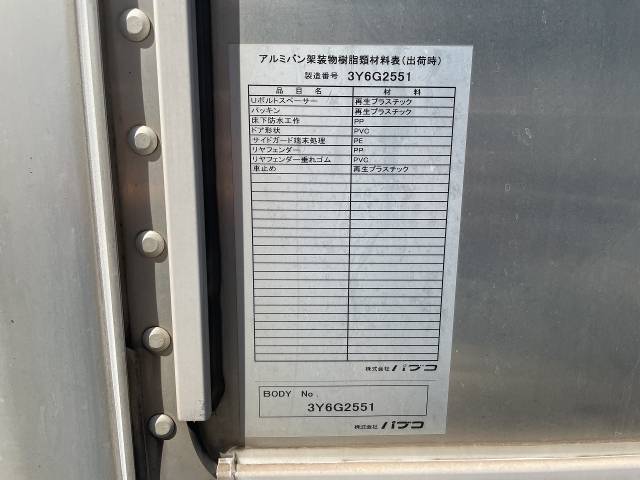 アルミバン架装物樹脂類材料表(出荷時)
製造番号 3Y6G2551
品目名 材料
Uボルトスペーサー 再生プラスチック
パッキン 再生プラスチック
床下防水工作 PP
ドア形状 PVC
サイドガード端末処理 PE
リヤフェンダー PP
リヤフェンダー垂れゴム PVC
車止め 再生プラスチック
株式会社 パブコ
BODY No
3Y6G2551
株式会社 パブコ